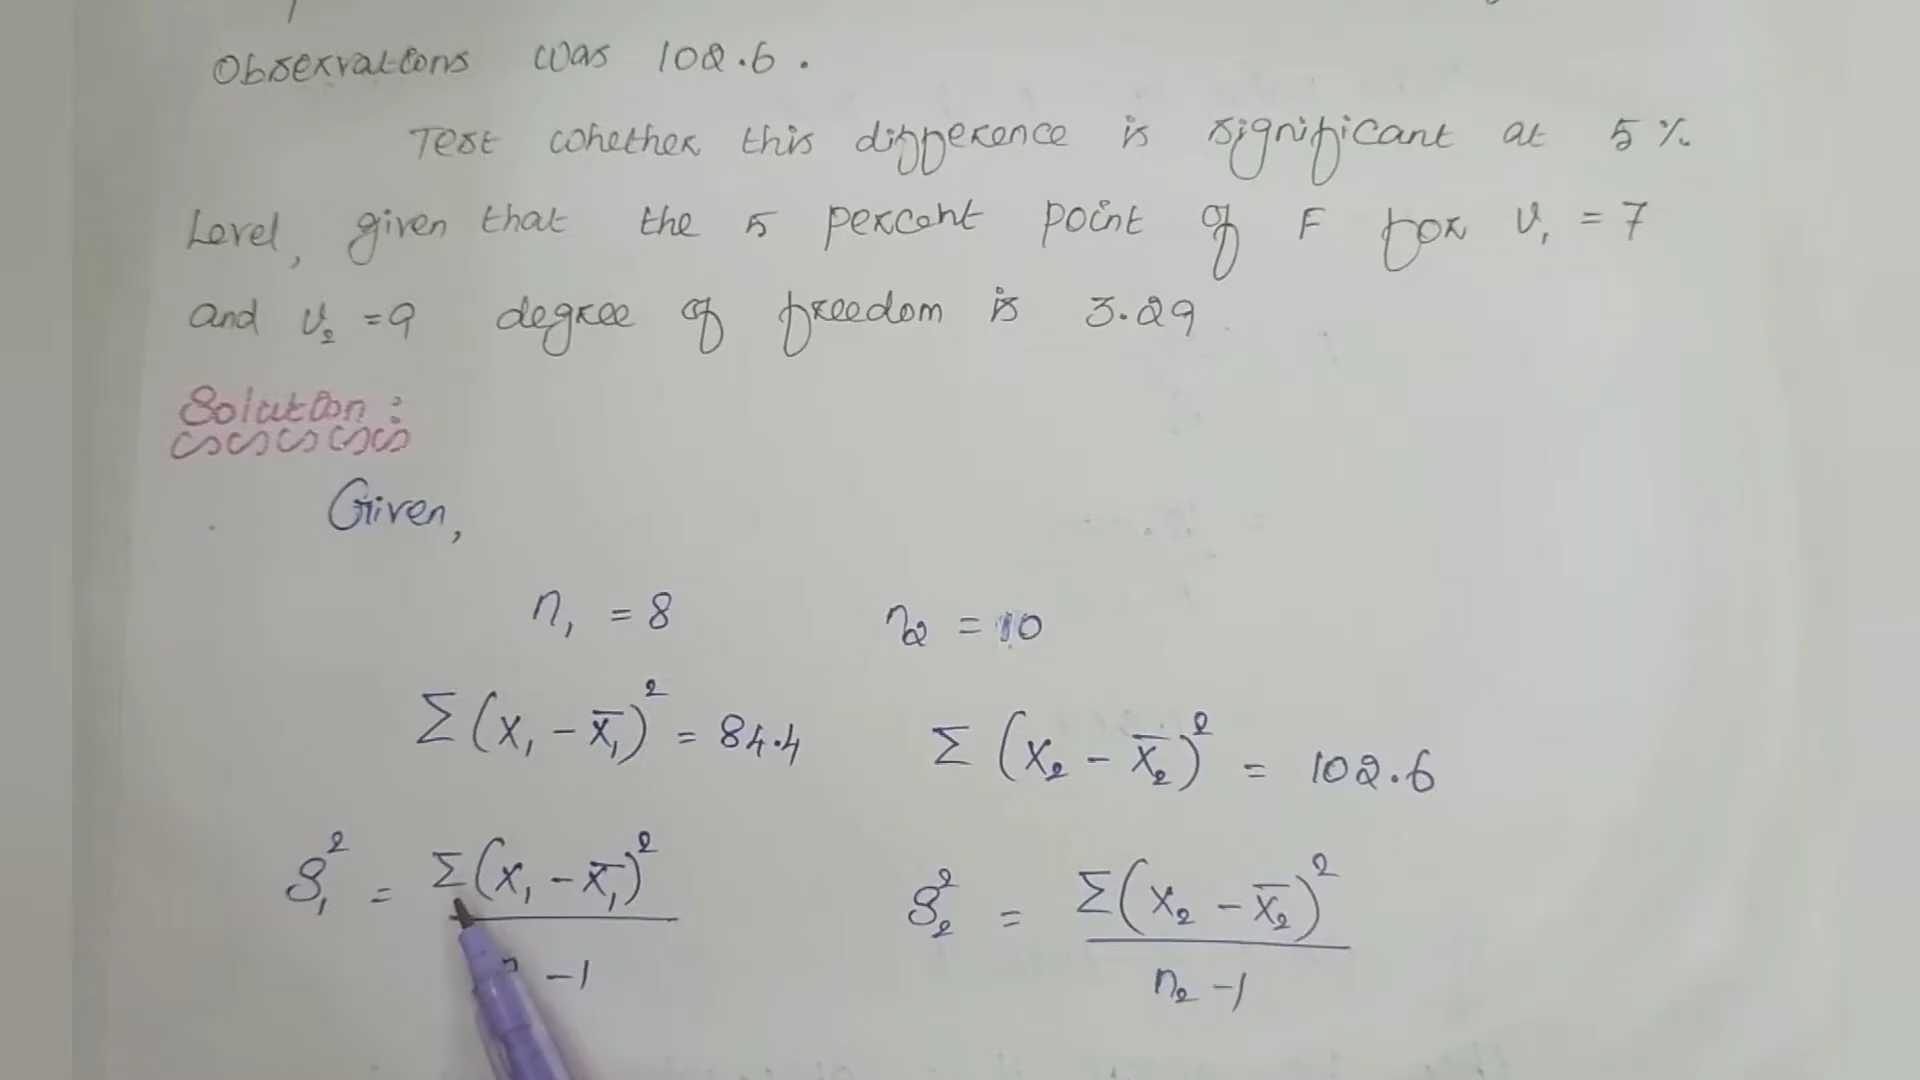 Observations was 102.6.
Test whether this difference is significant at 5%
Level, given that the 5 percent point of F for ν₁ = 7
and ν₂ = 9 degree of freedom is 3.29
Solution:
Given,
n₁ = 8 n₂ = 10
Σ(x₁ - x̄₁)² = 84.4 Σ(x₂ - x̄₂)² = 102.6
S₁² = Σ(x₁ - x̄₁)² S₂² = Σ(x₂ - x̄₂)²
-1 n₂ -1